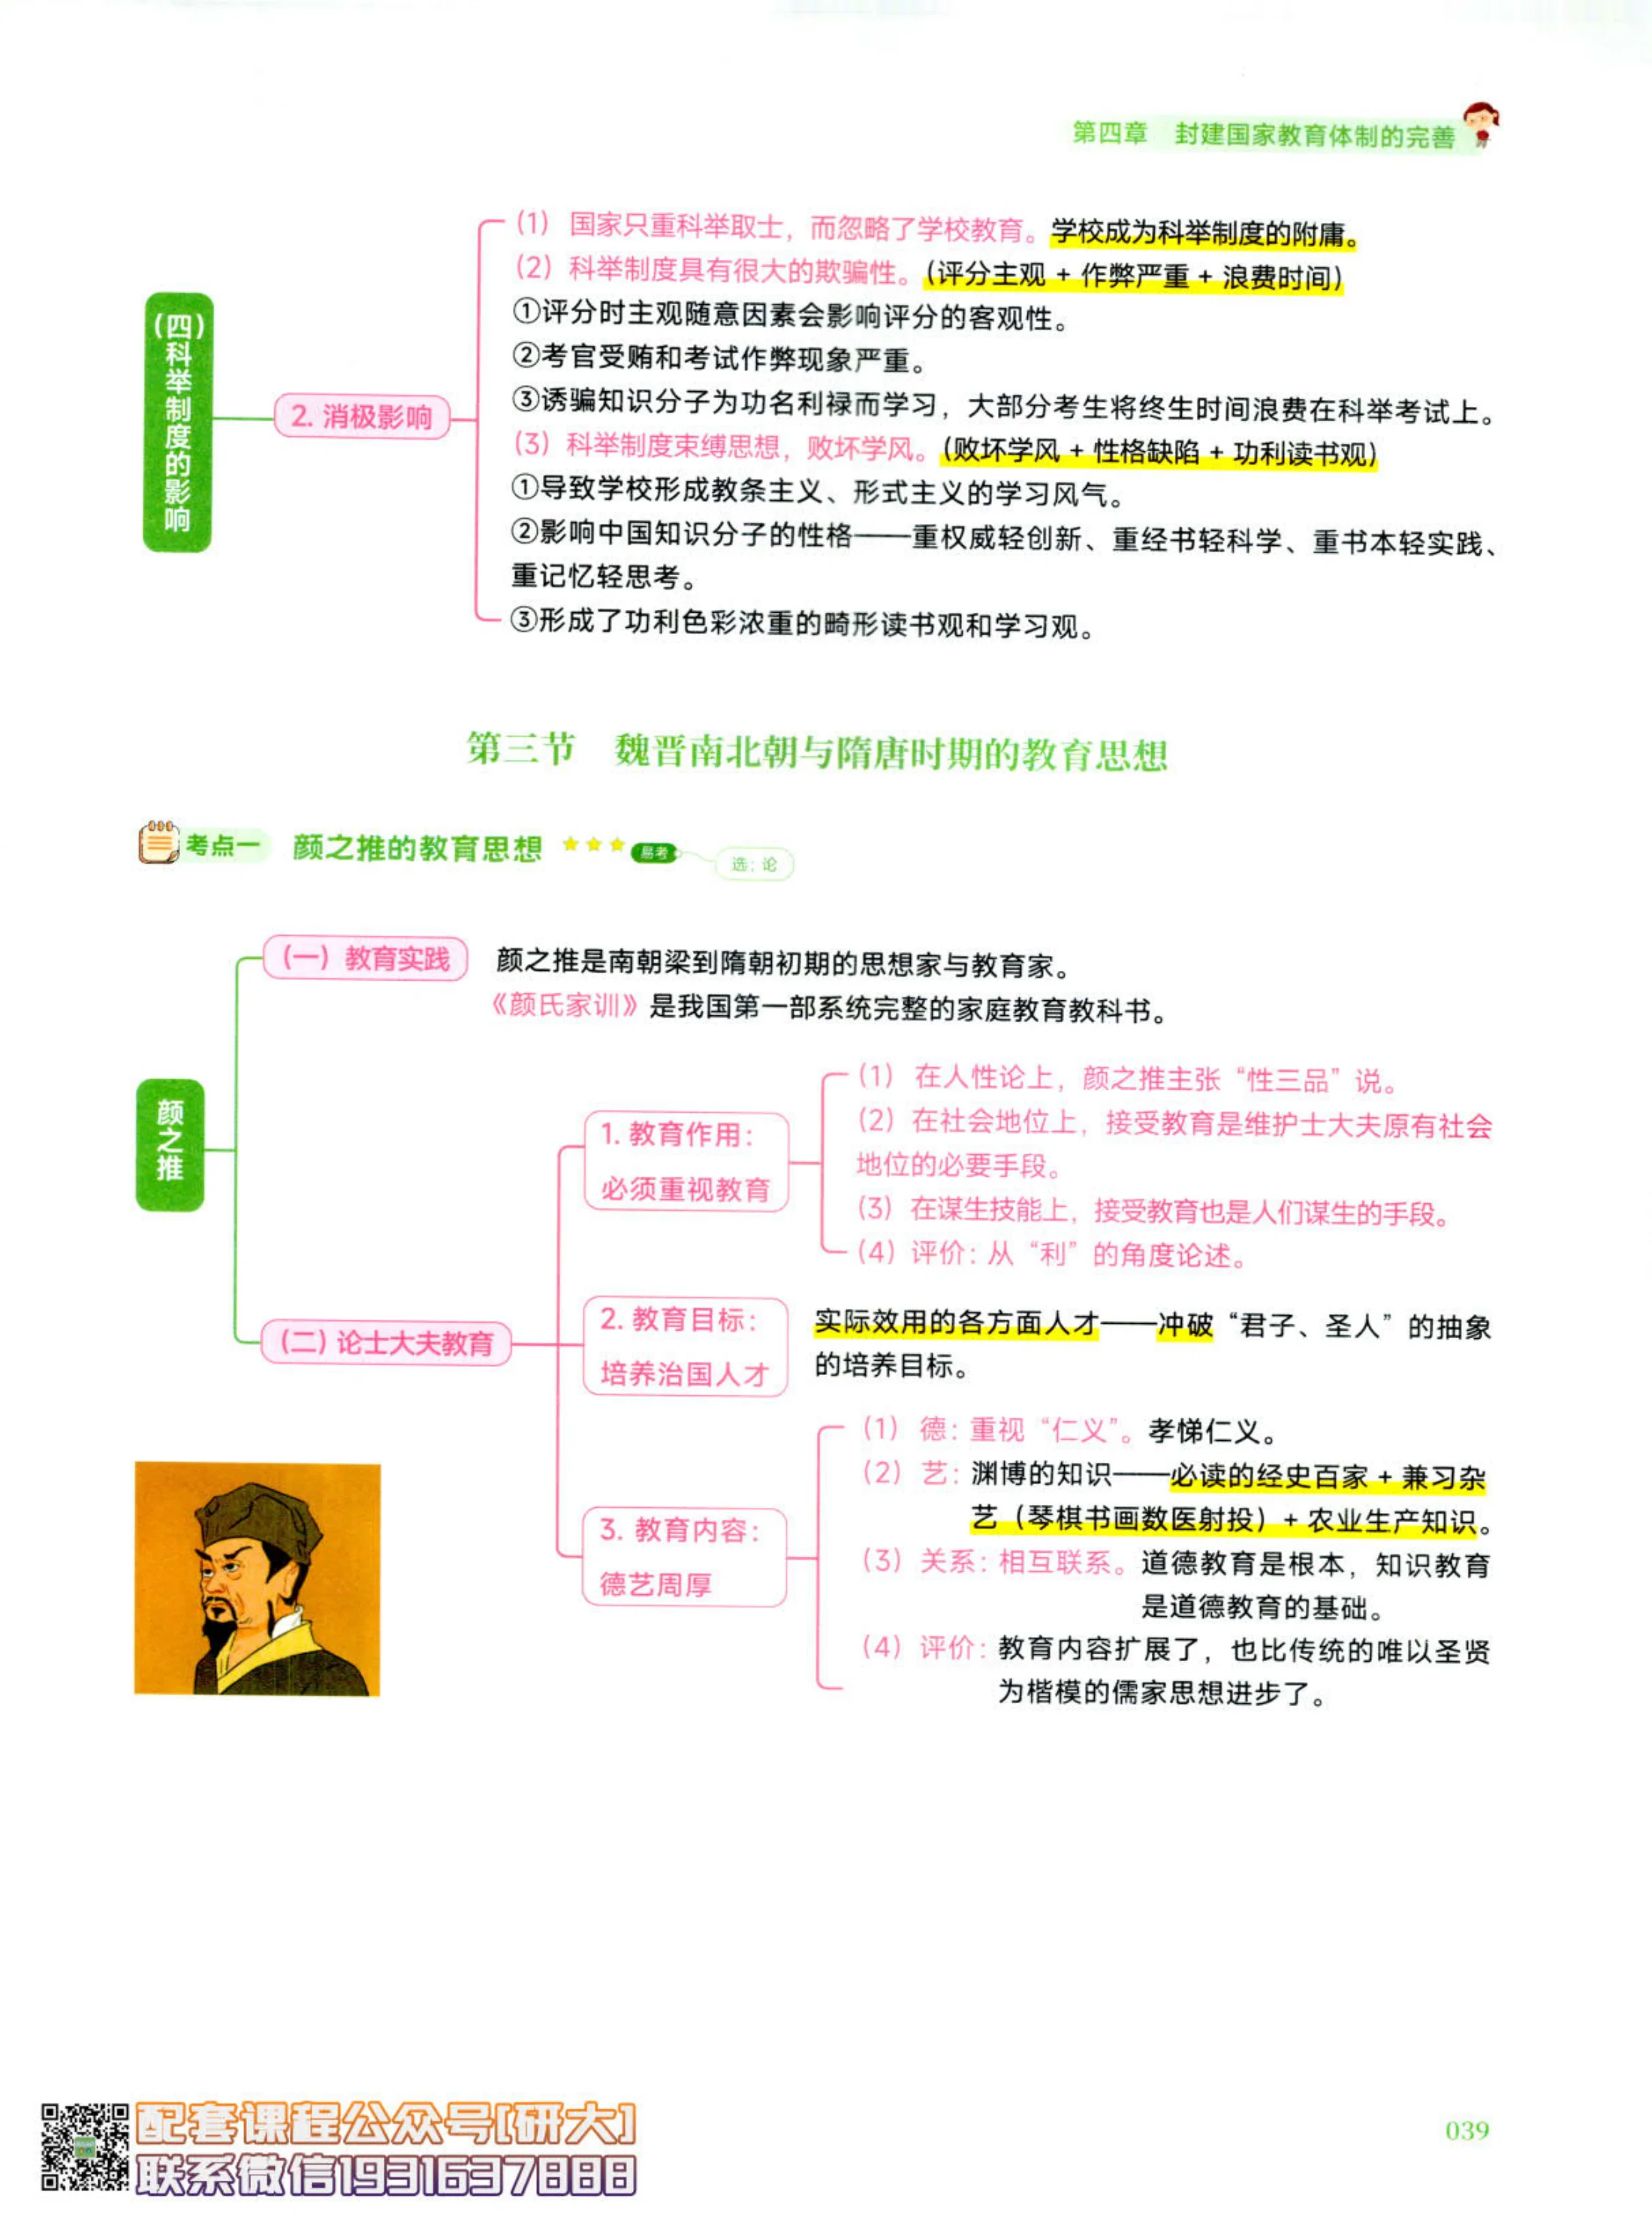 第四章　封建国家教育体制的完善
（四）科举制度的影响
2. 消极影响
（1）国家只重科举取士，而忽略了学校教育。学校成为科举制度的附庸。
（2）科举制度具有很大的欺骗性。（评分主观 + 作弊严重 + 浪费时间）
①评分时主观随意因素会影响评分的客观性。
②考官受贿和考试作弊现象严重。
③诱骗知识分子为功名利禄而学习，大部分考生将终生时间浪费在科举考试上。
（3）科举制度束缚思想，败坏学风。（败坏学风 + 性格缺陷 + 功利读书观）
①导致学校形成教条主义、形式主义的学习风气。
②影响中国知识分子的性格——重权威轻创新、重经书轻科学、重书本轻实践、
重记忆轻思考。
③形成了功利色彩浓重的畸形读书观和学习观。
第三节　魏晋南北朝与隋唐时期的教育思想
考点一　颜之推的教育思想 易考 选；论
颜之推
（一）教育实践
颜之推是南朝梁到隋朝初期的思想家与教育家。
《颜氏家训》是我国第一部系统完整的家庭教育教科书。
（二）论士大夫教育
1. 教育作用：
必须重视教育
（1）在人性论上，颜之推主张“性三品”说。
（2）在社会地位上，接受教育是维护士大夫原有社会
地位的必要手段。
（3）在谋生技能上，接受教育也是人们谋生的手段。
（4）评价：从“利”的角度论述。
2. 教育目标：
培养治国人才
实际效用的各方面人才——冲破“君子、圣人”的抽象
的培养目标。
3. 教育内容：
德艺周厚
（1）德：重视“仁义”。孝悌仁义。
（2）艺：渊博的知识——必读的经史百家 + 兼习杂
艺（琴棋书画数医射投）+ 农业生产知识。
（3）关系：相互联系。道德教育是根本，知识教育
是道德教育的基础。
（4）评价：教育内容扩展了，也比传统的唯以圣贤
为楷模的儒家思想进步了。
配套课程公众号[研大]
联系微信1931637888
039